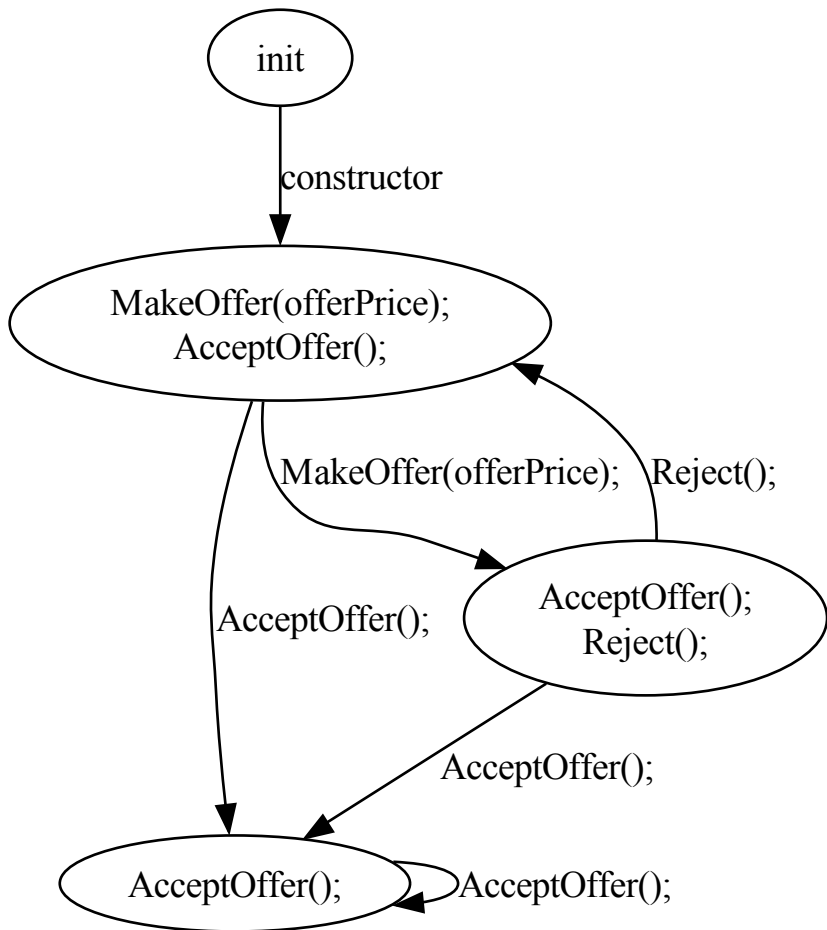 init
constructor
MakeOffer(offerPrice);
AcceptOffer();
MakeOffer(offerPrice);
Reject();
AcceptOffer();
AcceptOffer();
Reject();
AcceptOffer();
AcceptOffer();
AcceptOffer();